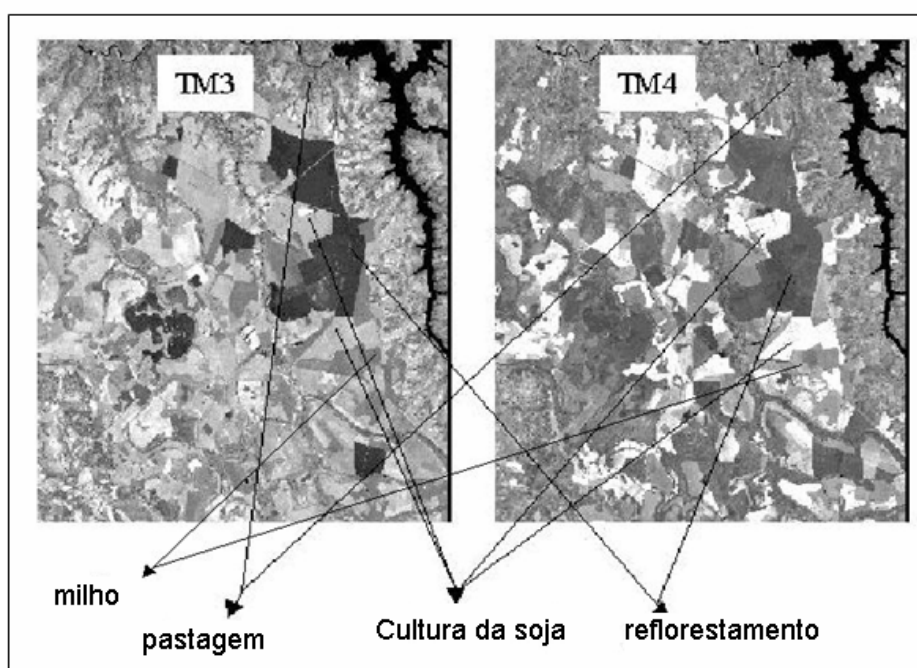 TM3
TM4
milho
pastagem
Cultura da soja
reflorestamento